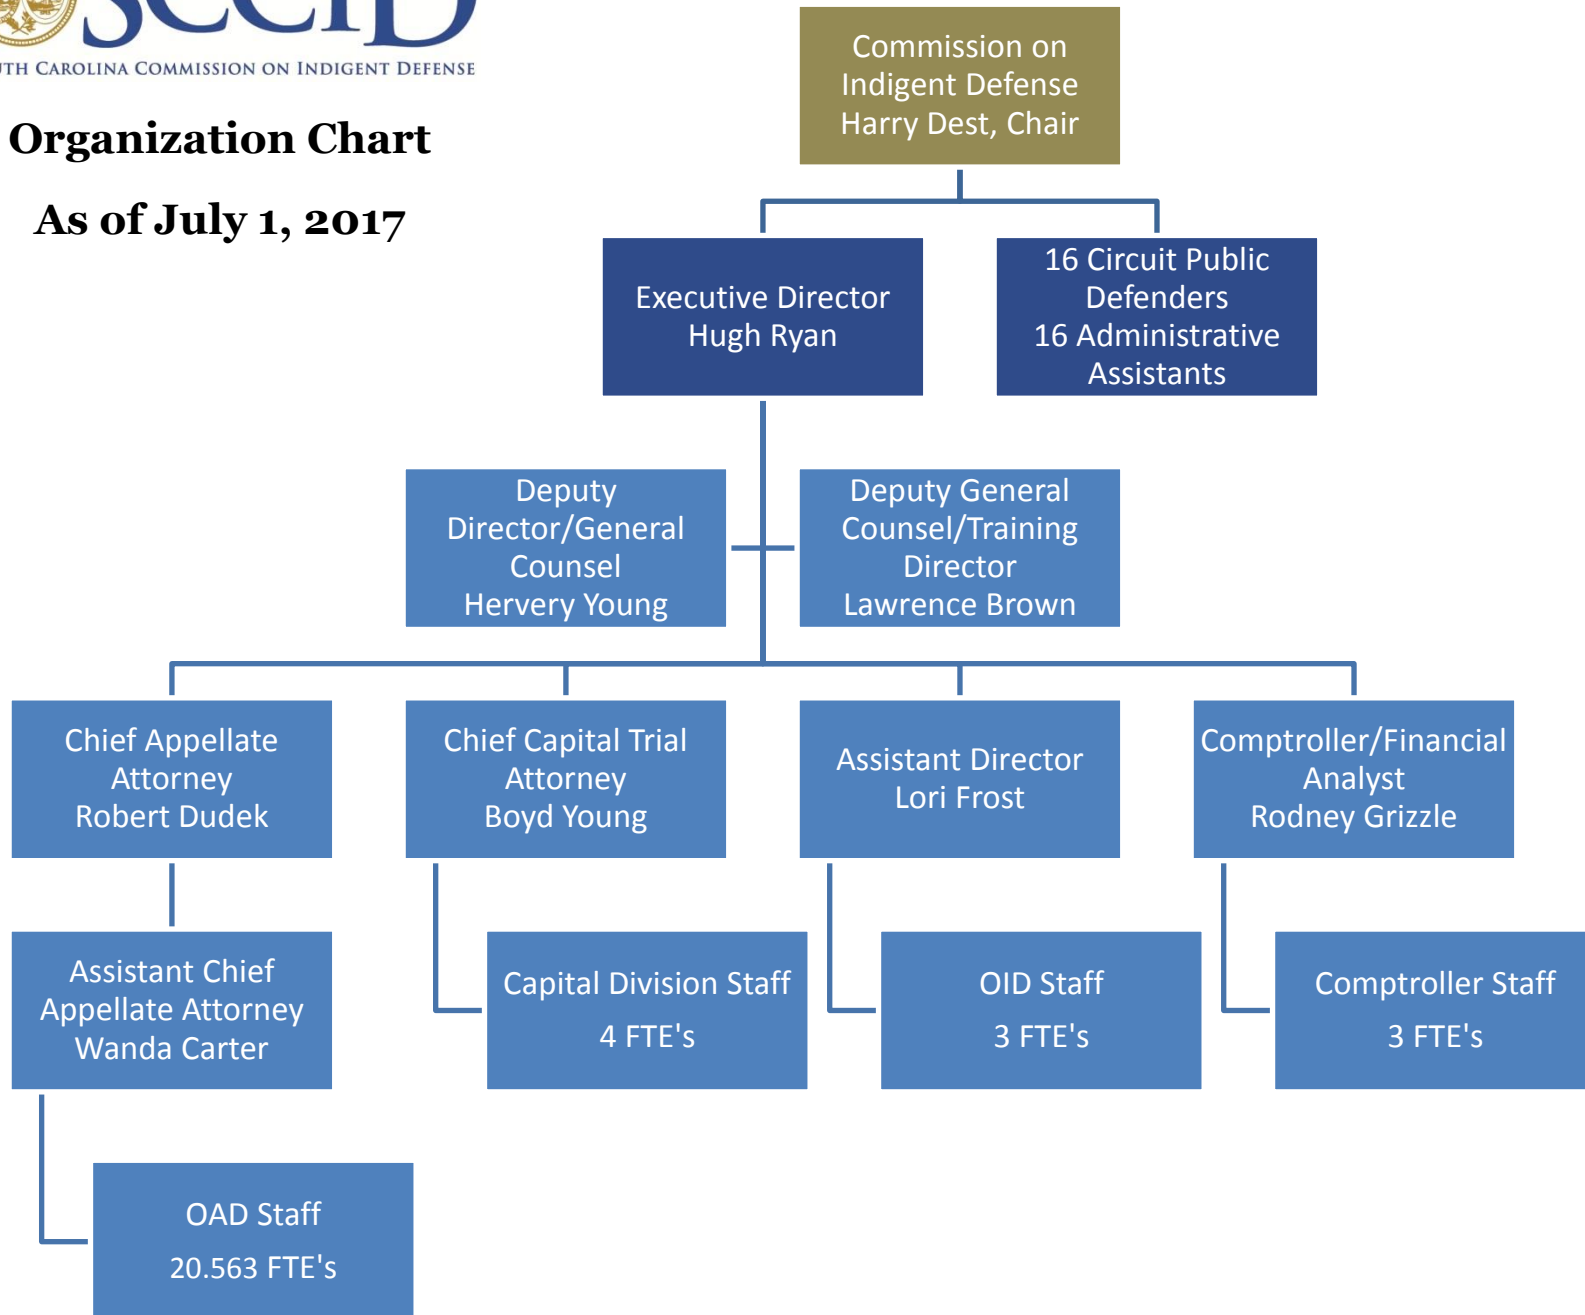 SCCID
UTH CAROLINA COMMISSION ON INDIGENT DEFENSE
Organization Chart
As of July 1, 2017
Commission on
Indigent Defense
Harry Dest, Chair
Executive Director
Hugh Ryan
16 Circuit Public
Defenders
16 Administrative
Assistants
Deputy
Director/General
Counsel
Hervery Young
Deputy General
Counsel/Training
Director
Lawrence Brown
Chief Appellate
Attorney
Robert Dudek
Chief Capital Trial
Attorney
Boyd Young
Assistant Director
Lori Frost
Comptroller/Financial
Analyst
Rodney Grizzle
Assistant Chief
Appellate Attorney
Wanda Carter
Capital Division Staff
4 FTE's
OID Staff
3 FTE's
Comptroller Staff
3 FTE's
OAD Staff
20.563 FTE's